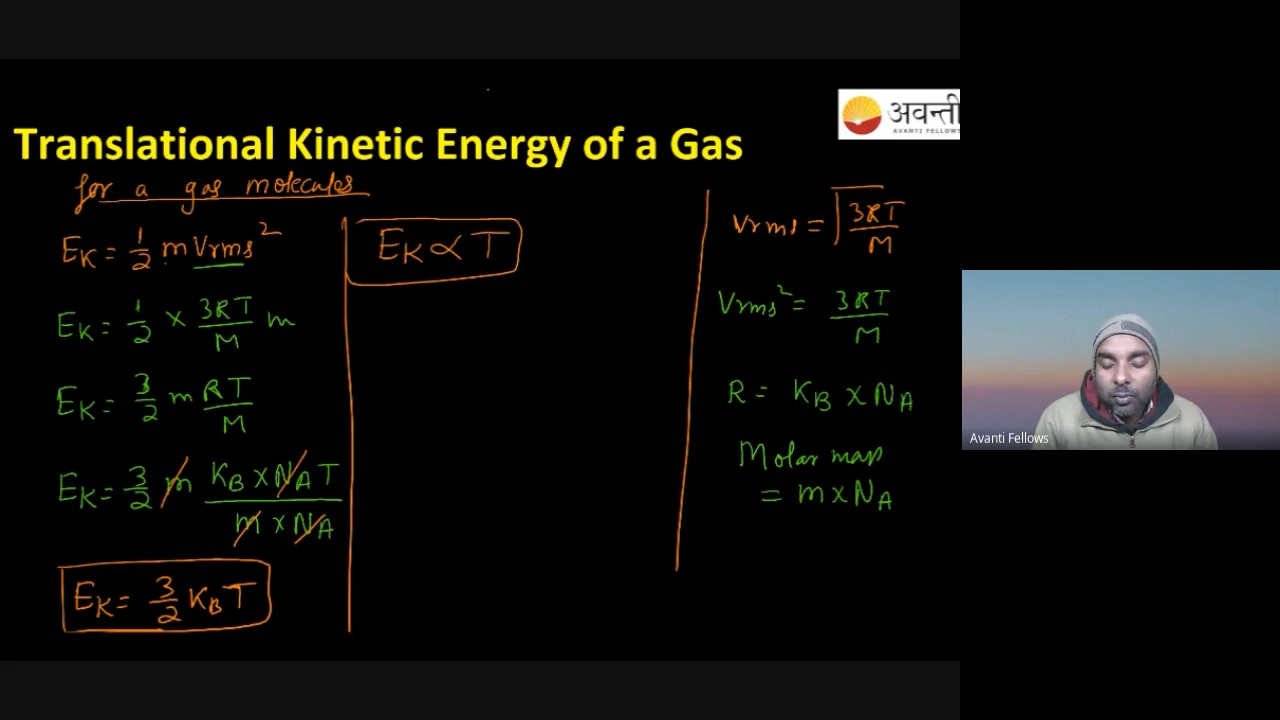 अवन्ती
AVANTI FELLOWS
Translational Kinetic Energy of a Gas
for a gas molecules
EK = 1/2 m Vrms²
EK = 1/2 × 3RT/M m
EK = 3/2 m RT/M
EK = 3/2 m KB × NA T / m × NA
EK = 3/2 KB T
EK ∝ T
Vrms = √3RT/M
Vrms² = 3RT/M
R = KB × NA
Molar mass
= m × NA
Avanti Fellows